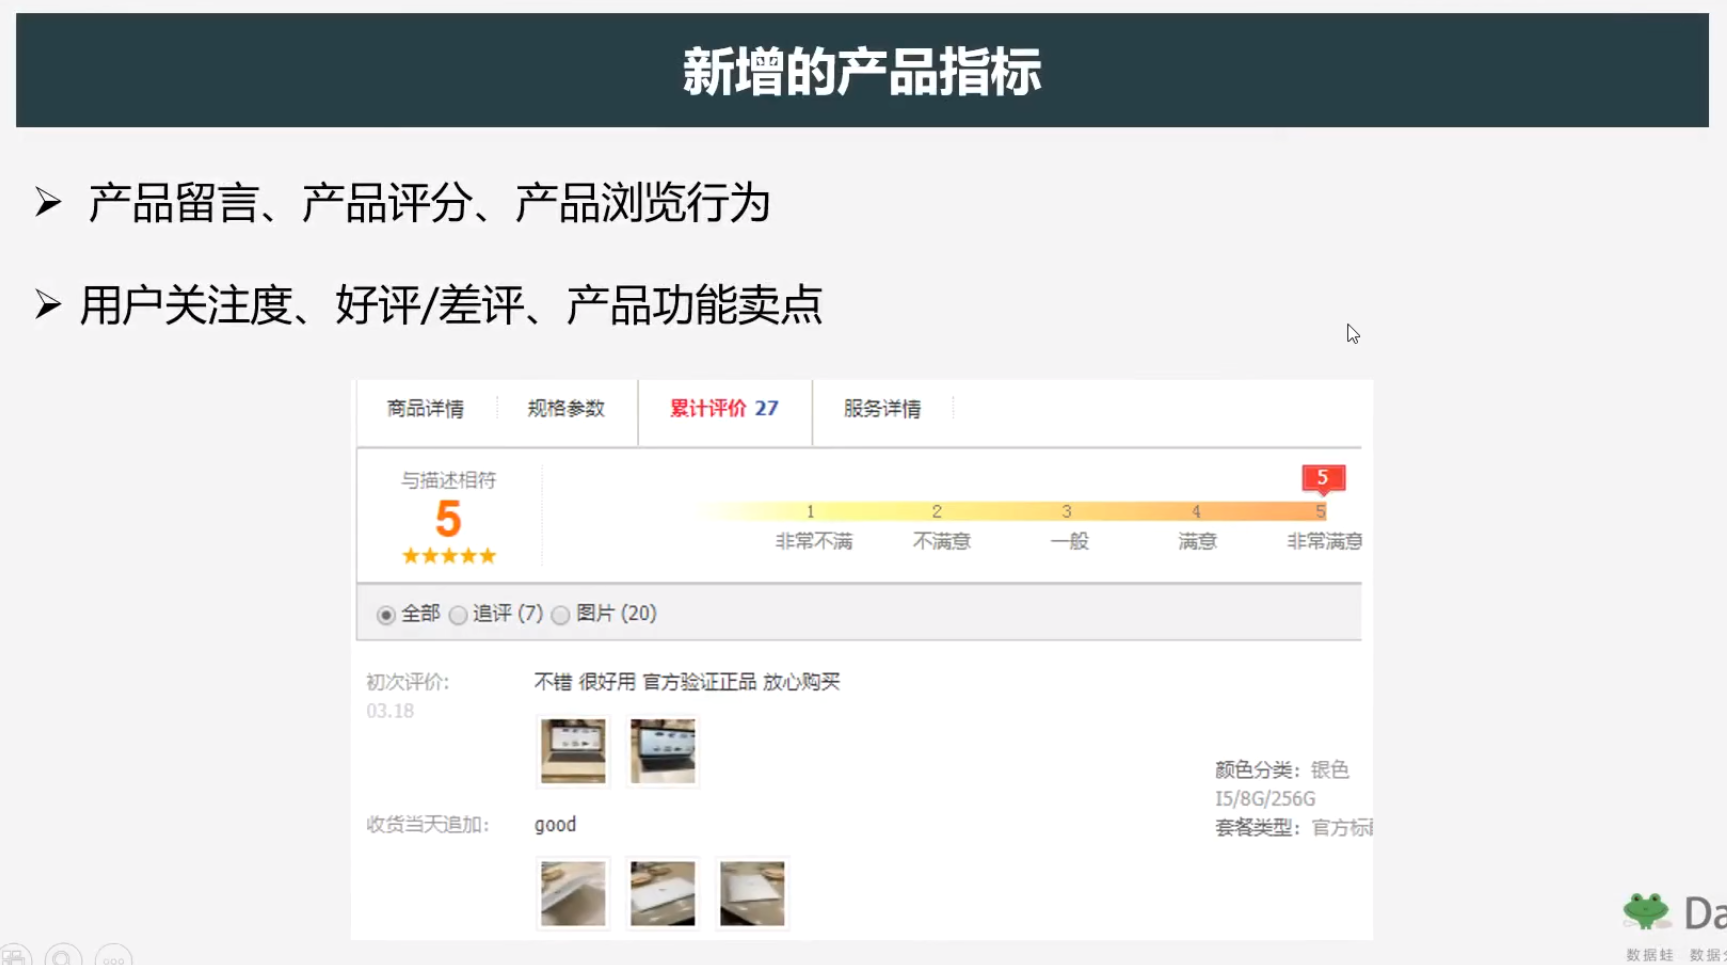 新增的产品指标
产品留言、产品评分、产品浏览行为
用户关注度、好评/差评、产品功能卖点
商品详情 规格参数 累计评价 27 服务详情
与描述相符
5
5
1 2 3 4 5
非常不满 不满意 一般 满意 非常满意
全部 追评 (7) 图片 (20)
初次评价:
03.18
不错 很好用 官方验证正品 放心购买
颜色分类：银色
I5/8G/256G
套餐类型：官方标
收货当天追加:
good
Da
数据蛙 数据